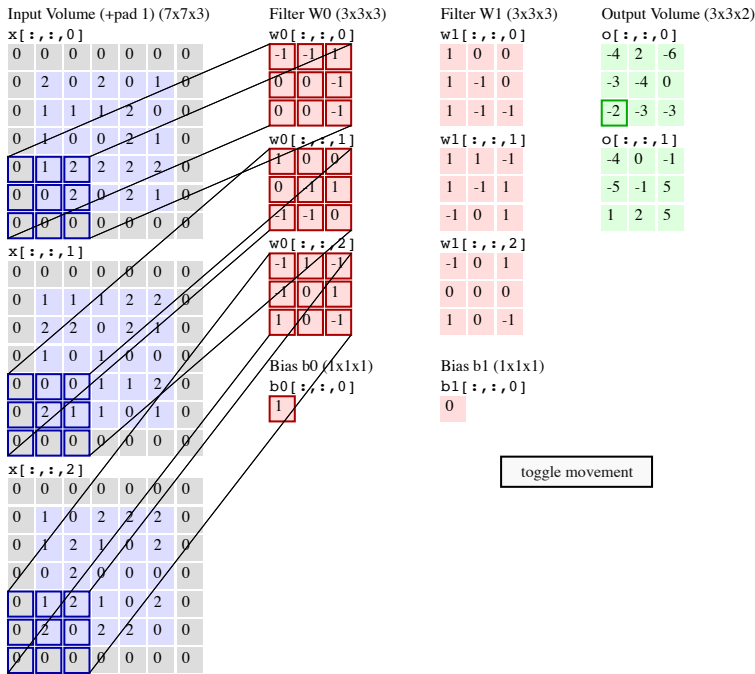 Input Volume (+pad 1) (7x7x3)
x[:,:,0]
0 0 0 0 0 0 0
0 2 0 2 0 1 0
0 1 1 1 2 0 0
0 1 0 0 2 1 0
0 1 2 2 2 2 0
0 0 2 0 2 1 0
0 0 0 0 0 0 0
x[:,:,1]
0 0 0 0 0 0 0
0 1 1 1 2 2 0
0 2 2 0 2 1 0
0 1 0 1 0 0 0
0 0 0 1 1 2 0
0 2 1 1 0 1 0
0 0 0 0 0 0 0
x[:,:,2]
0 0 0 0 0 0 0
0 1 0 2 2 2 0
0 1 2 1 0 2 0
0 0 2 0 0 0 0
0 1 2 1 0 2 0
0 2 0 2 2 0 0
0 0 0 0 0 0 0
Filter W0 (3x3x3)
w0[:,:,0]
-1 -1 1
0 0 -1
0 0 -1
w0[:,:,1]
1 0 0
0 1 1
-1 -1 0
w0[:,:,2]
-1 1 -1
-1 0 1
1 0 -1
Bias b0 (1x1x1)
b0[:,:,0]
1
Filter W1 (3x3x3)
w1[:,:,0]
1 0 0
1 -1 0
1 -1 -1
w1[:,:,1]
1 1 -1
1 -1 1
-1 0 1
w1[:,:,2]
-1 0 1
0 0 0
1 0 -1
Bias b1 (1x1x1)
b1[:,:,0]
0
Output Volume (3x3x2)
o[:,:,0]
-4 2 -6
-3 -4 0
-2 -3 -3
o[:,:,1]
-4 0 -1
-5 -1 5
1 2 5
toggle movement